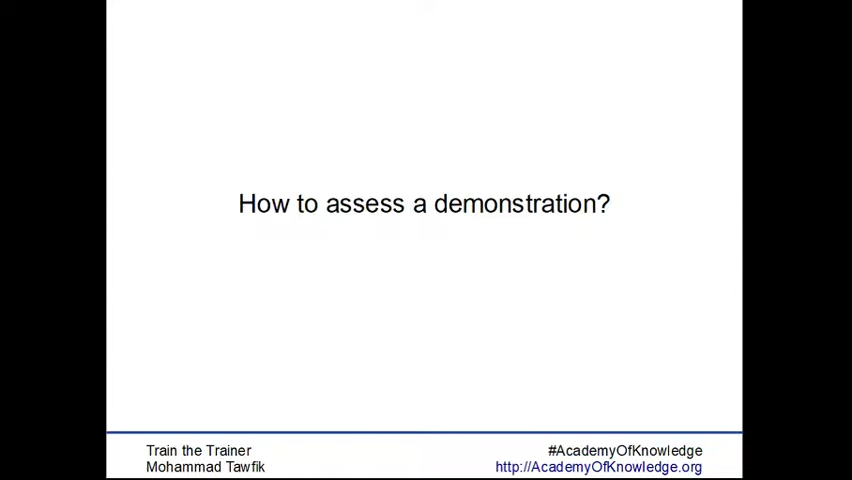 How to assess a demonstration?
Train the Trainer
Mohammad Tawfik
#AcademyOfKnowledge
http://AcademyOfKnowledge.org